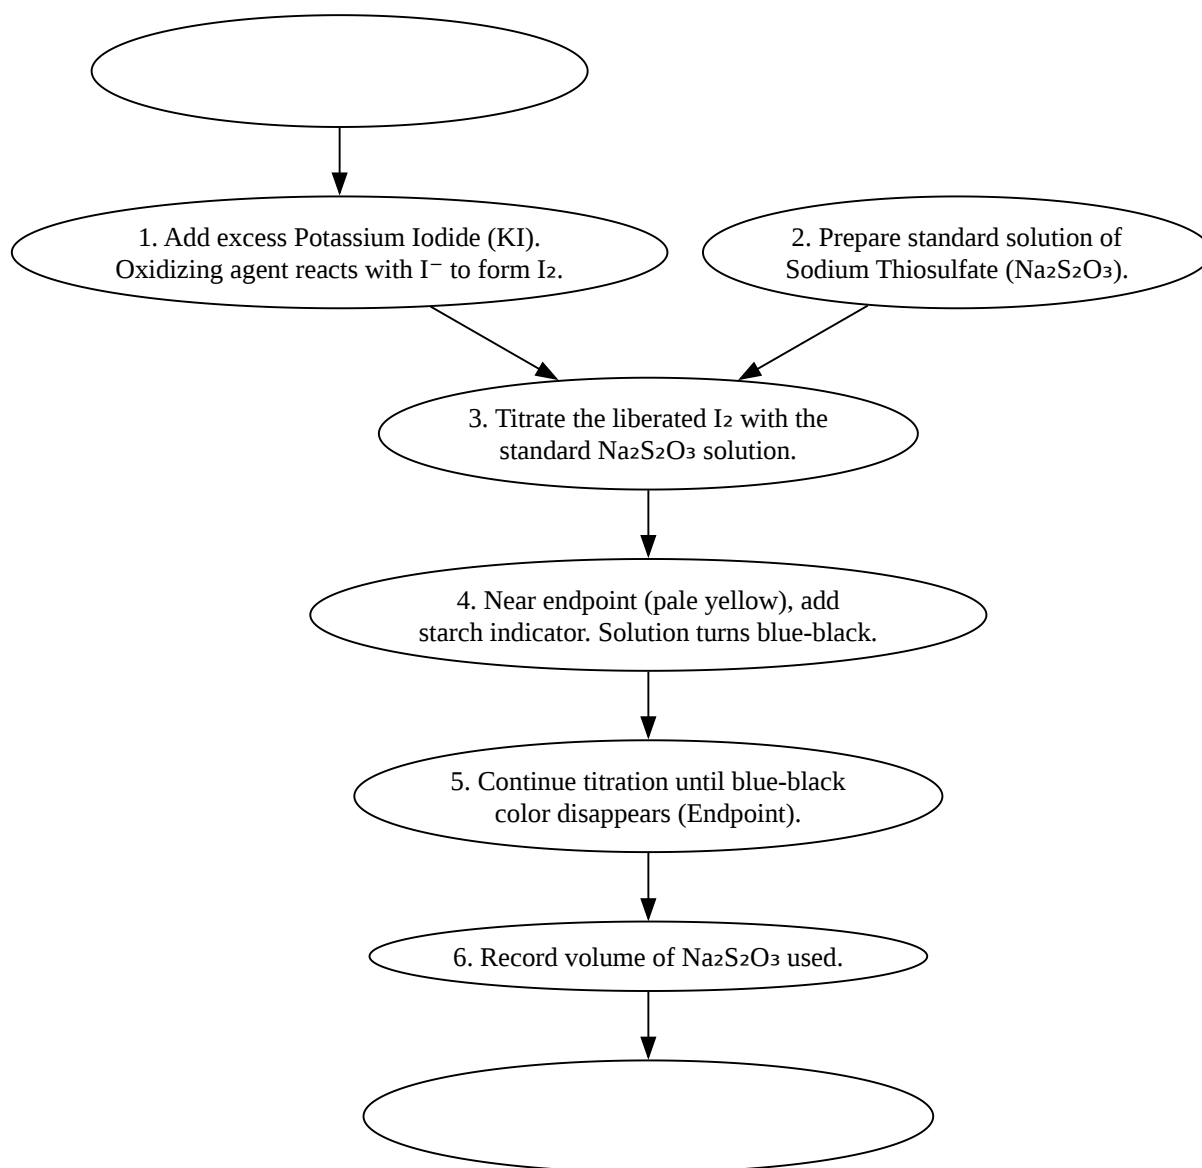 1. Add excess Potassium Iodide (KI).
Oxidizing agent reacts with I⁻ to form I₂.
2. Prepare standard solution of
Sodium Thiosulfate (Na₂S₂O₃).
3. Titrate the liberated I₂ with the
standard Na₂S₂O₃ solution.
4. Near endpoint (pale yellow), add
starch indicator. Solution turns blue-black.
5. Continue titration until blue-black
color disappears (Endpoint).
6. Record volume of Na₂S₂O₃ used.